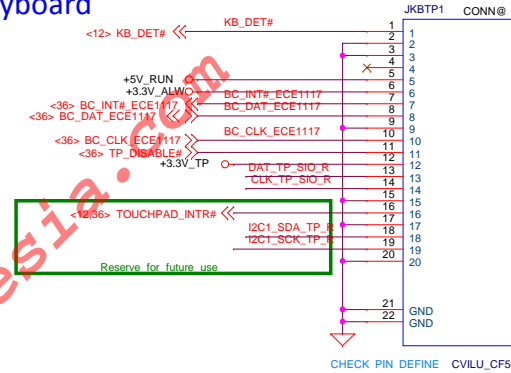 yboard
JKBTP1 CONN@
<12> KB_DET# KB_DET# 1 1
2 2
3 3
4 4
+5V_RUN 5 5
+3.3V_ALW 6 6
<36> BC_INT#_ECE1117 BC_INT#_ECE1117 7 7
<36> BC_DAT_ECE1117 BC_DAT_ECE1117 8 8
9 9
<36> BC_CLK_ECE1117 BC_CLK_ECE1117 10 10
<36> TP_DISABLE# 11 11
+3.3V_TP 12 12
DAT_TP_SIO_R 13 13
CLK_TP_SIO_R 14 14
15 15
<12,36> TOUCHPAD_INTR# 16 16
17 17
I2C1_SDA_TP_R 18 18
I2C1_SCK_TP_R 19 19
20 20
Reserve for future use
21 GND
22 GND
CHECK PIN DEFINE CVILU_CF5
esia.com